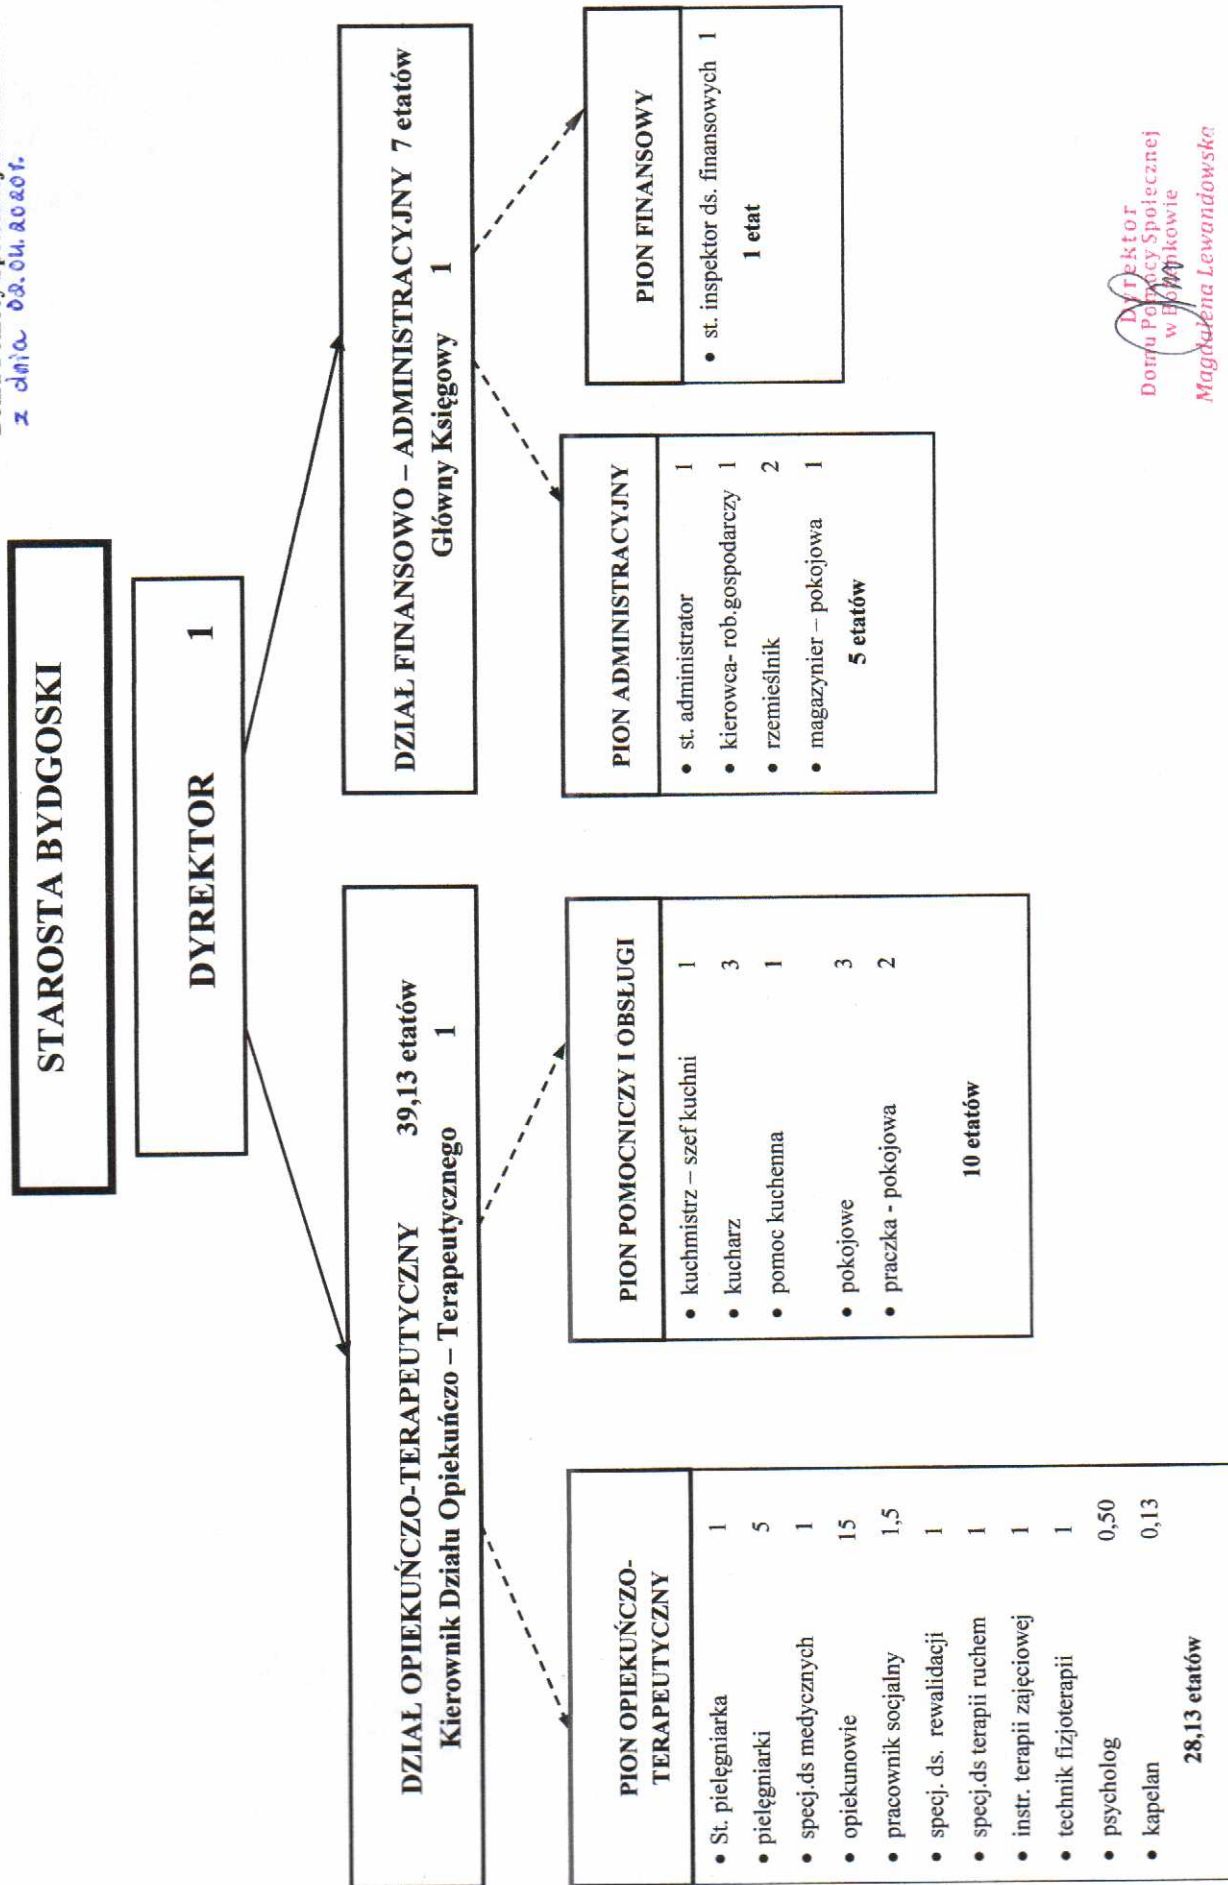 z dnia 02.04.2020r.
STAROSTA BYDGOSKI
DYREKTOR 1
DZIAŁ OPIEKUŃCZO-TERAPEUTYCZNY 39,13 etatów
Kierownik Działu Opiekuńczo – Terapeutycznego 1
DZIAŁ FINANSOWO – ADMINISTRACYJNY 7 etatów
Główny Księgowy 1
PION OPIEKUŃCZO-
TERAPEUTYCZNY
• St. pielęgniarka 1
• pielęgniarki 5
• specj.ds medycznych 1
• opiekunowie 15
• pracownik socjalny 1,5
• specj. ds. rewalidacji 1
• specj.ds terapii ruchem 1
• instr. terapii zajęciowej 1
• technik fizjoterapii 1
• psycholog 0,50
• kapelan 0,13
28,13 etatów
PION POMOCNICZY I OBSŁUGI
• kuchmistrz – szef kuchni 1
• kucharz 3
• pomoc kuchenna 1
• pokojowe 3
• praczka - pokojowa 2
10 etatów
PION ADMINISTRACYJNY
• st. administrator 1
• kierowca- rob.gospodarczy 1
• rzemieślnik 2
• magazynier – pokojowa 1
5 etatów
PION FINANSOWY
• st. inspektor ds. finansowych 1
1 etat
Dyrektor
Domu Pomocy Społecznej
w
Magdalena Lewandowska